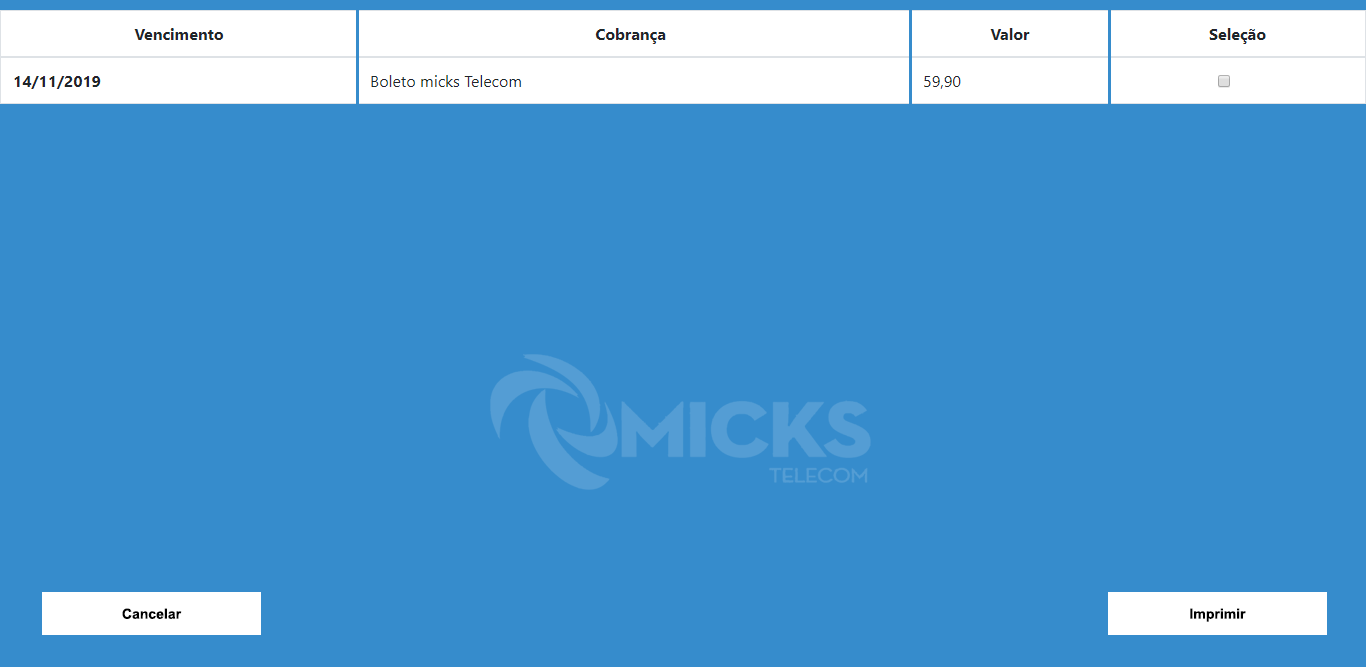 Vencimento Cobrança Valor Seleção
14/11/2019 Boleto micks Telecom 59,90
MICKS
TELECOM
Cancelar Imprimir